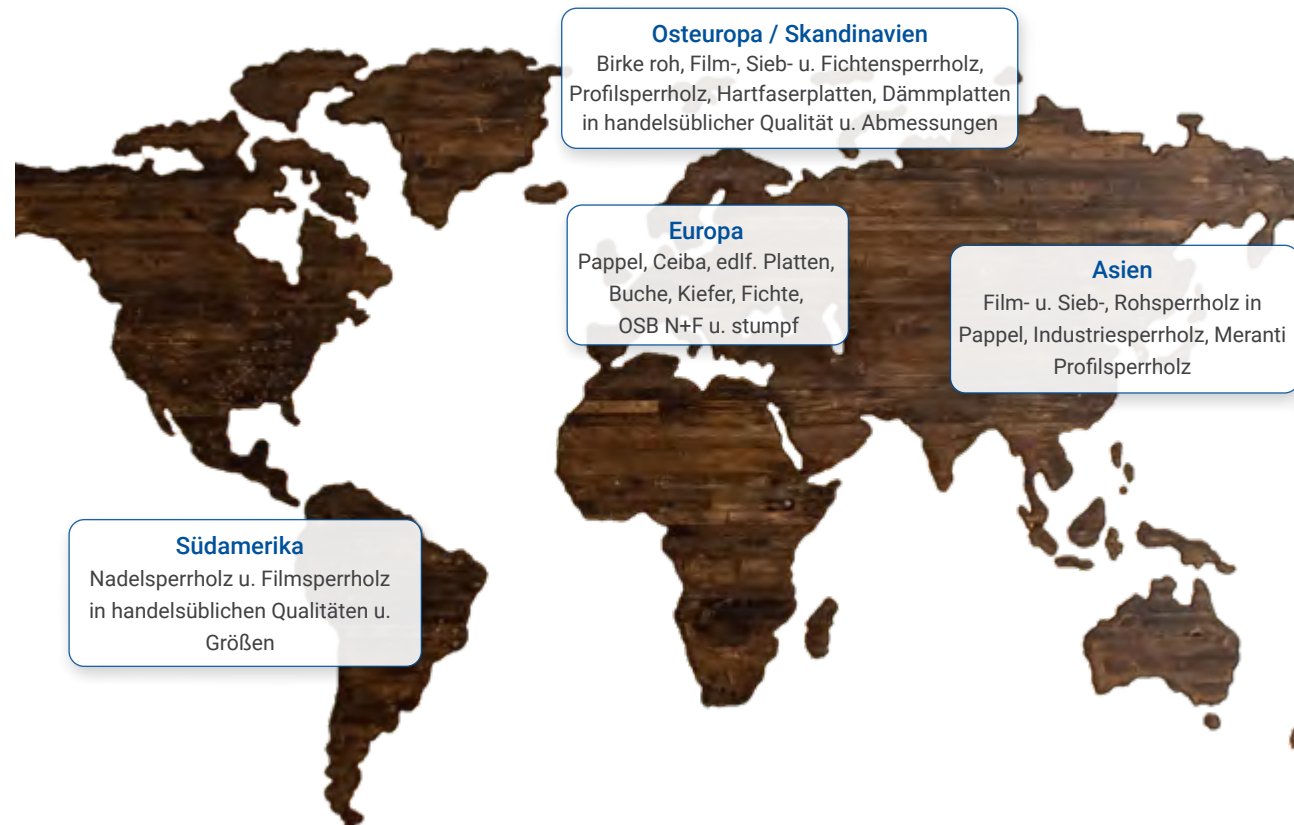 Osteuropa / Skandinavien
Birke roh, Film-, Sieb- u. Fichtensperrholz,
Profilsperrholz, Hartfaserplatten, Dämmplatten
in handelsüblicher Qualität u. Abmessungen
Europa
Pappel, Ceiba, edlf. Platten,
Buche, Kiefer, Fichte,
OSB N+F u. stumpf
Asien
Film- u. Sieb-, Rohsperrholz in
Pappel, Industriesperrholz, Meranti
Profilsperrholz
Südamerika
Nadelsperrholz u. Filmsperrholz
in handelsüblichen Qualitäten u.
Größen